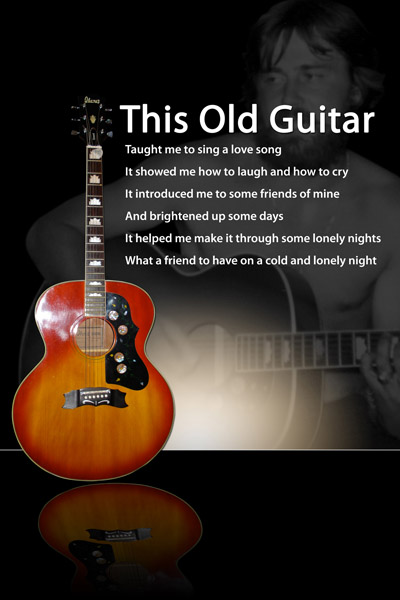 Ibanez
This Old Guitar
Taught me to sing a love song
It showed me how to laugh and how to cry
It introduced me to some friends of mine
And brightened up some days
It helped me make it through some lonely nights
What a friend to have on a cold and lonely night